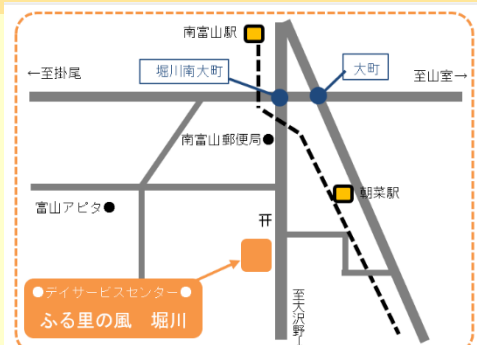 南富山駅
←至掛尾
堀川南大町
大町
至山室→
南富山郵便局●
富山アピタ●
朝菜駅
至大沢野→
●デイサービスセンター●
ふる里の風 堀川